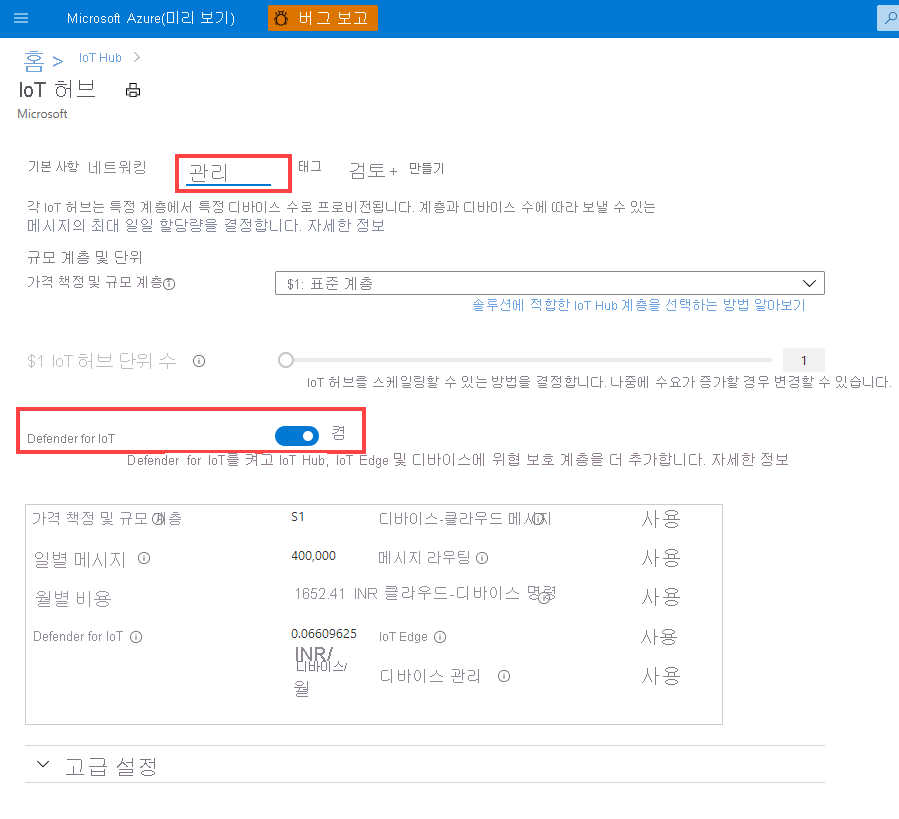 Microsoft Azure(미리 보기) 버그 보고
홈 > IoT Hub >
IoT 허브
Microsoft
기본 사항 네트워킹 관리 태그 검토 + 만들기
각 IoT 허브는 특정 계층에서 특정 디바이스 수로 프로비전됩니다. 계층과 디바이스 수에 따라 보낼 수 있는
메시지의 최대 일일 할당량을 결정합니다. 자세한 정보
규모 계층 및 단위
가격 책정 및 규모 계층
$1: 표준 계층
솔루션에 적합한 IoT Hub 계층을 선택하는 방법 알아보기
$1 IoT 허브 단위 수 1
IoT 허브를 스케일링할 수 있는 방법을 결정합니다. 나중에 수요가 증가할 경우 변경할 수 있습니다.
Defender for IoT 켬
Defender for IoT를 켜고 IoT Hub, IoT Edge 및 디바이스에 위협 보호 계층을 더 추가합니다. 자세한 정보
가격 책정 및 규모 계층 S1 디바이스-클라우드 메시지 사용
일별 메시지 400,000 메시지 라우팅 사용
월별 비용 1652.41 INR 클라우드-디바이스 명령 사용
Defender for IoT 0.06609625 IoT Edge 사용
INR/
디바이스/
월 디바이스 관리 사용
고급 설정